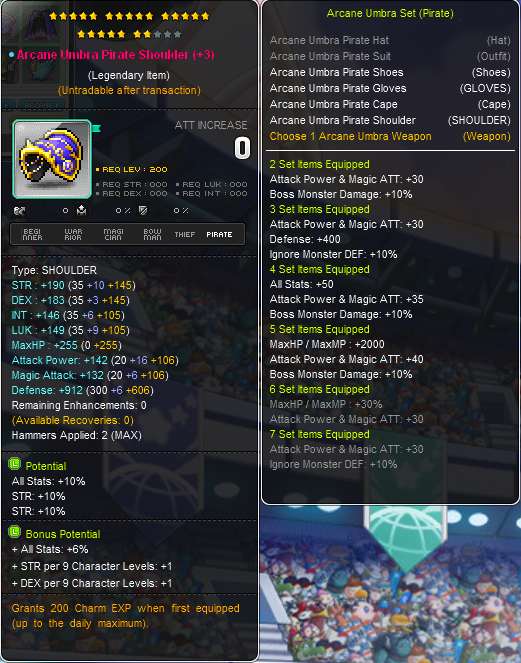 Arcane Umbra Pirate Shoulder (+3)
(Legendary Item)
(Untradable after transaction)
ATT INCREASE
0
REQ LEV : 200
REQ STR : 000
REQ LUK : 000
REQ DEX : 000
REQ INT : 000
0
0 %
0 %
BEGINNER
WARRIOR
MAGICIAN
BOWMAN
THIEF
PIRATE
Type: SHOULDER
STR : +190 (35 +10 +145)
DEX : +183 (35 +3 +145)
INT : +146 (35 +6 +105)
LUK : +149 (35 +9 +105)
MaxHP : +255 (0 +255)
Attack Power: +142 (20 +16 +106)
Magic Attack: +132 (20 +6 +106)
Defense: +912 (300 +6 +606)
Remaining Enhancements: 0
(Available Recoveries: 0)
Hammers Applied: 2 (MAX)
L Potential
All Stats: +10%
STR: +10%
STR: +10%
L Bonus Potential
+ All Stats: +6%
+ STR per 9 Character Levels: +1
+ DEX per 9 Character Levels: +1
Grants 200 Charm EXP when first equipped
(up to the daily maximum).
Arcane Umbra Set (Pirate)
Arcane Umbra Pirate Hat (Hat)
Arcane Umbra Pirate Suit (Outfit)
Arcane Umbra Pirate Shoes (Shoes)
Arcane Umbra Pirate Gloves (GLOVES)
Arcane Umbra Pirate Cape (Cape)
Arcane Umbra Pirate Shoulder (SHOULDER)
Choose 1 Arcane Umbra Weapon (Weapon)
2 Set Items Equipped
Attack Power & Magic ATT: +30
Boss Monster Damage: +10%
3 Set Items Equipped
Attack Power & Magic ATT: +30
Defense: +400
Ignore Monster DEF: +10%
4 Set Items Equipped
All Stats: +50
Attack Power & Magic ATT: +35
Boss Monster Damage: +10%
5 Set Items Equipped
MaxHP / MaxMP : +2000
Attack Power & Magic ATT: +40
Boss Monster Damage: +10%
6 Set Items Equipped
MaxHP / MaxMP : +30%
Attack Power & Magic ATT: +30
7 Set Items Equipped
Attack Power & Magic ATT: +30
Ignore Monster DEF: +10%